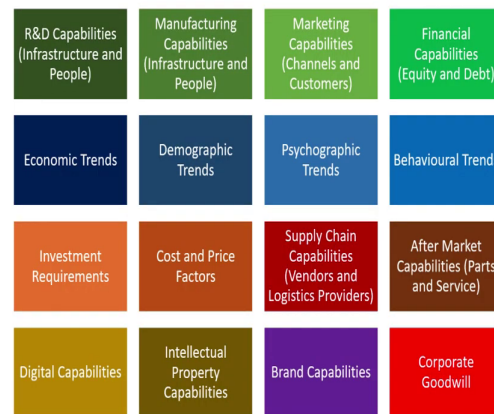 R&D Capabilities
(Infrastructure and
People)
Manufacturing
Capabilities
(Infrastructure and
People)
Marketing
Capabilities
(Channels and
Customers)
Financial
Capabilities
(Equity and Debt)
Economic Trends
Demographic
Trends
Psychographic
Trends
Behavioural Trend
Investment
Requirements
Cost and Price
Factors
Supply Chain
Capabilities
(Vendors and
Logistics Providers)
After Market
Capabilities (Parts
and Service)
Digital Capabilities
Intellectual
Property
Capabilities
Brand Capabilities
Corporate
Goodwill